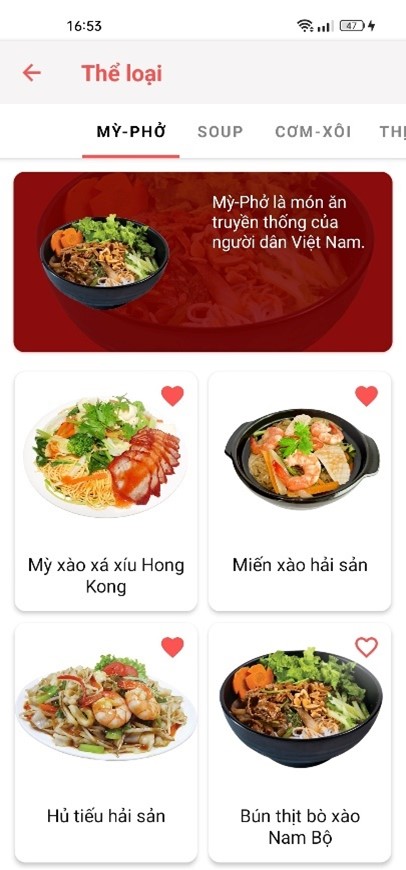 16:53
47
Thể loại
MỲ-PHỞ SOUP CƠM-XÔI THỊ
Mỳ-Phở là món ăn
truyền thống của
người dân Việt Nam.
Mỳ xào xá xíu Hong
Kong
Miến xào hải sản
Hủ tiếu hải sản
Bún thịt bò xào
Nam Bộ